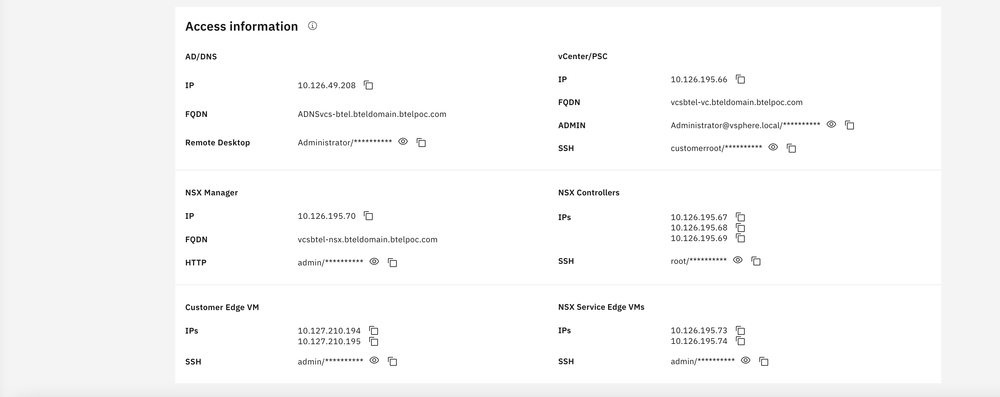 Access information
AD/DNS
IP 10.126.49.208
FQDN ADNSvcs-btel.bteldomain.btelpoc.com
Remote Desktop Administrator/**********
vCenter/PSC
IP 10.126.195.66
FQDN vcsbtel-vc.bteldomain.btelpoc.com
ADMIN Administrator@vsphere.local/**********
SSH customerroot/**********
NSX Manager
IP 10.126.195.70
FQDN vcsbtel-nsx.bteldomain.btelpoc.com
HTTP admin/**********
NSX Controllers
IPs 10.126.195.67
10.126.195.68
10.126.195.69
SSH root/**********
Customer Edge VM
IPs 10.127.210.194
10.127.210.195
SSH admin/**********
NSX Service Edge VMs
IPs 10.126.195.73
10.126.195.74
SSH admin/**********